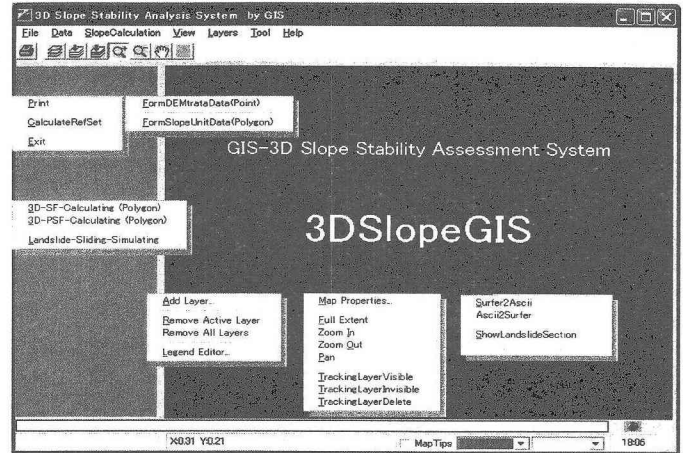 3D Slope Stability Analysis System by GIS
File Data SlopeCalculation View Layers Tool Help
Print
CalculateRefSet
Exit
FormDEMtrataData(Point)
FormSlopeUnitData(Polygon)
GIS-3D Slope Stability Assessment System
3D-SF-Calculating (Polygon)
3D-PSF-Calculating (Polygon)
Landslide-Sliding-Simulating
3DSlopeGIS
Add Layer...
Remove Active Layer
Remove All Layers
Legend Editor...
Map Properties...
Full Extent
Zoom In
Zoom Out
Pan
TrackingLayerVisible
TrackingLayerInvisible
TrackingLayerDelete
Surfer2Ascii
Ascii2Surfer
ShowLandslideSection
X:0.31 Y:0.21
MapTips
18:06